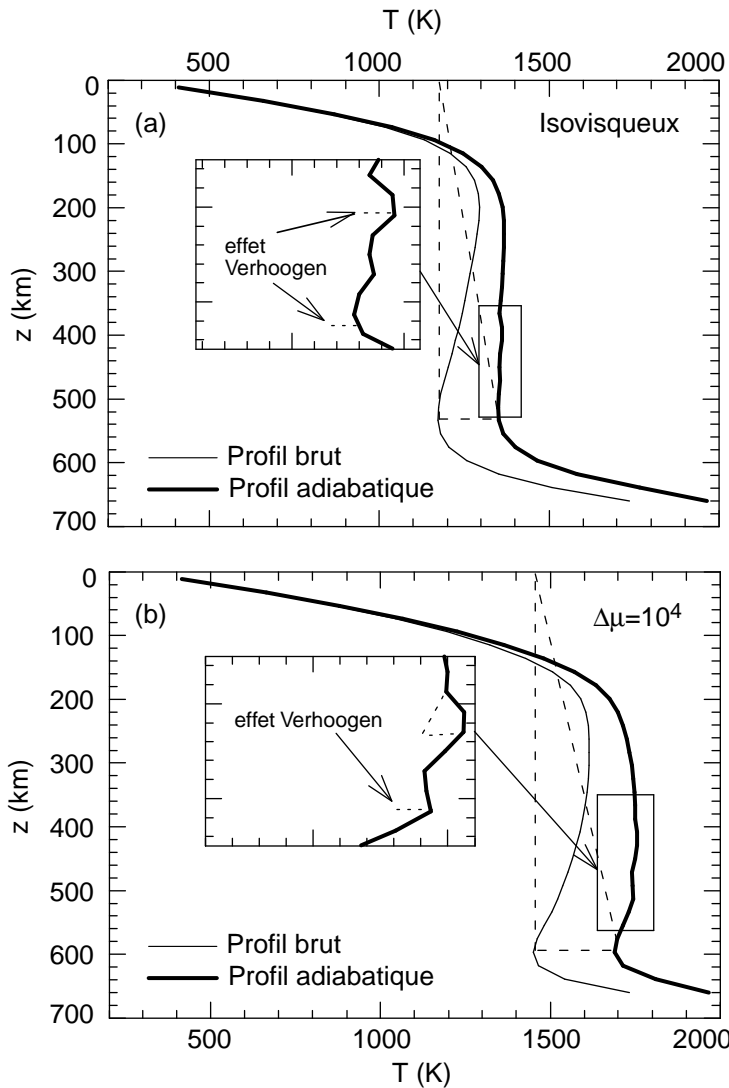 T (K)
500 1000 1500 2000
0
100
200
300
400
500
600
700
z (km)
(a)
Isovisqueux
effet
Verhoogen
Profil brut
Profil adiabatique
0
100
200
300
400
500
600
700
z (km)
(b)
Δμ=10⁴
effet Verhoogen
Profil brut
Profil adiabatique
500 1000 1500 2000
T (K)